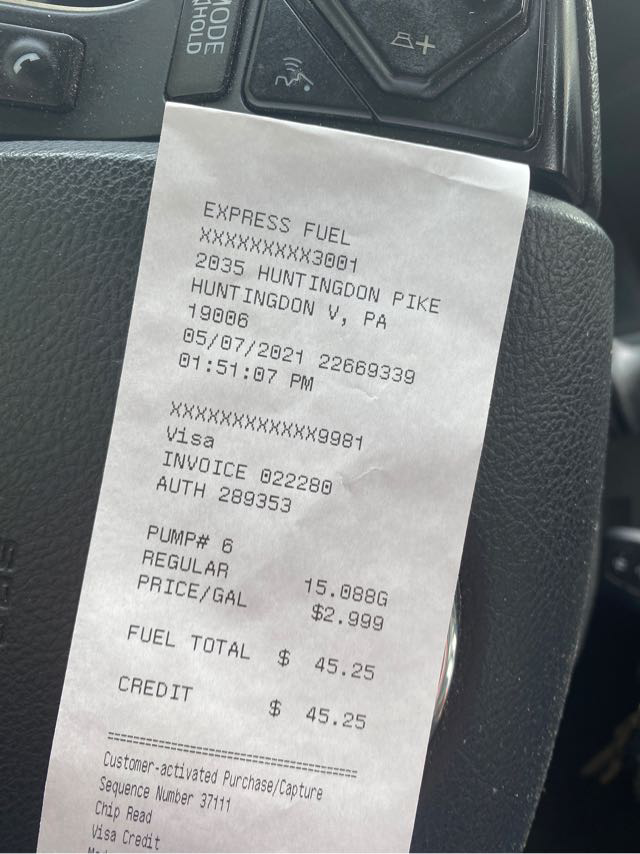 MODE
HOLD
EXPRESS FUEL
XXXXXXXXX3001
2035 HUNTINGDON PIKE
HUNTINGDON V, PA
19006
05/07/2021 22669339
01:51:07 PM
XXXXXXXXXXXX9981
Visa
INVOICE 022280
AUTH 289353
PUMP# 6
REGULAR 15.088G
PRICE/GAL $2.999
FUEL TOTAL $ 45.25
CREDIT $ 45.25
===================================
Customer-activated Purchase/Capture
Sequence Number 37111
Chip Read
Visa Credit